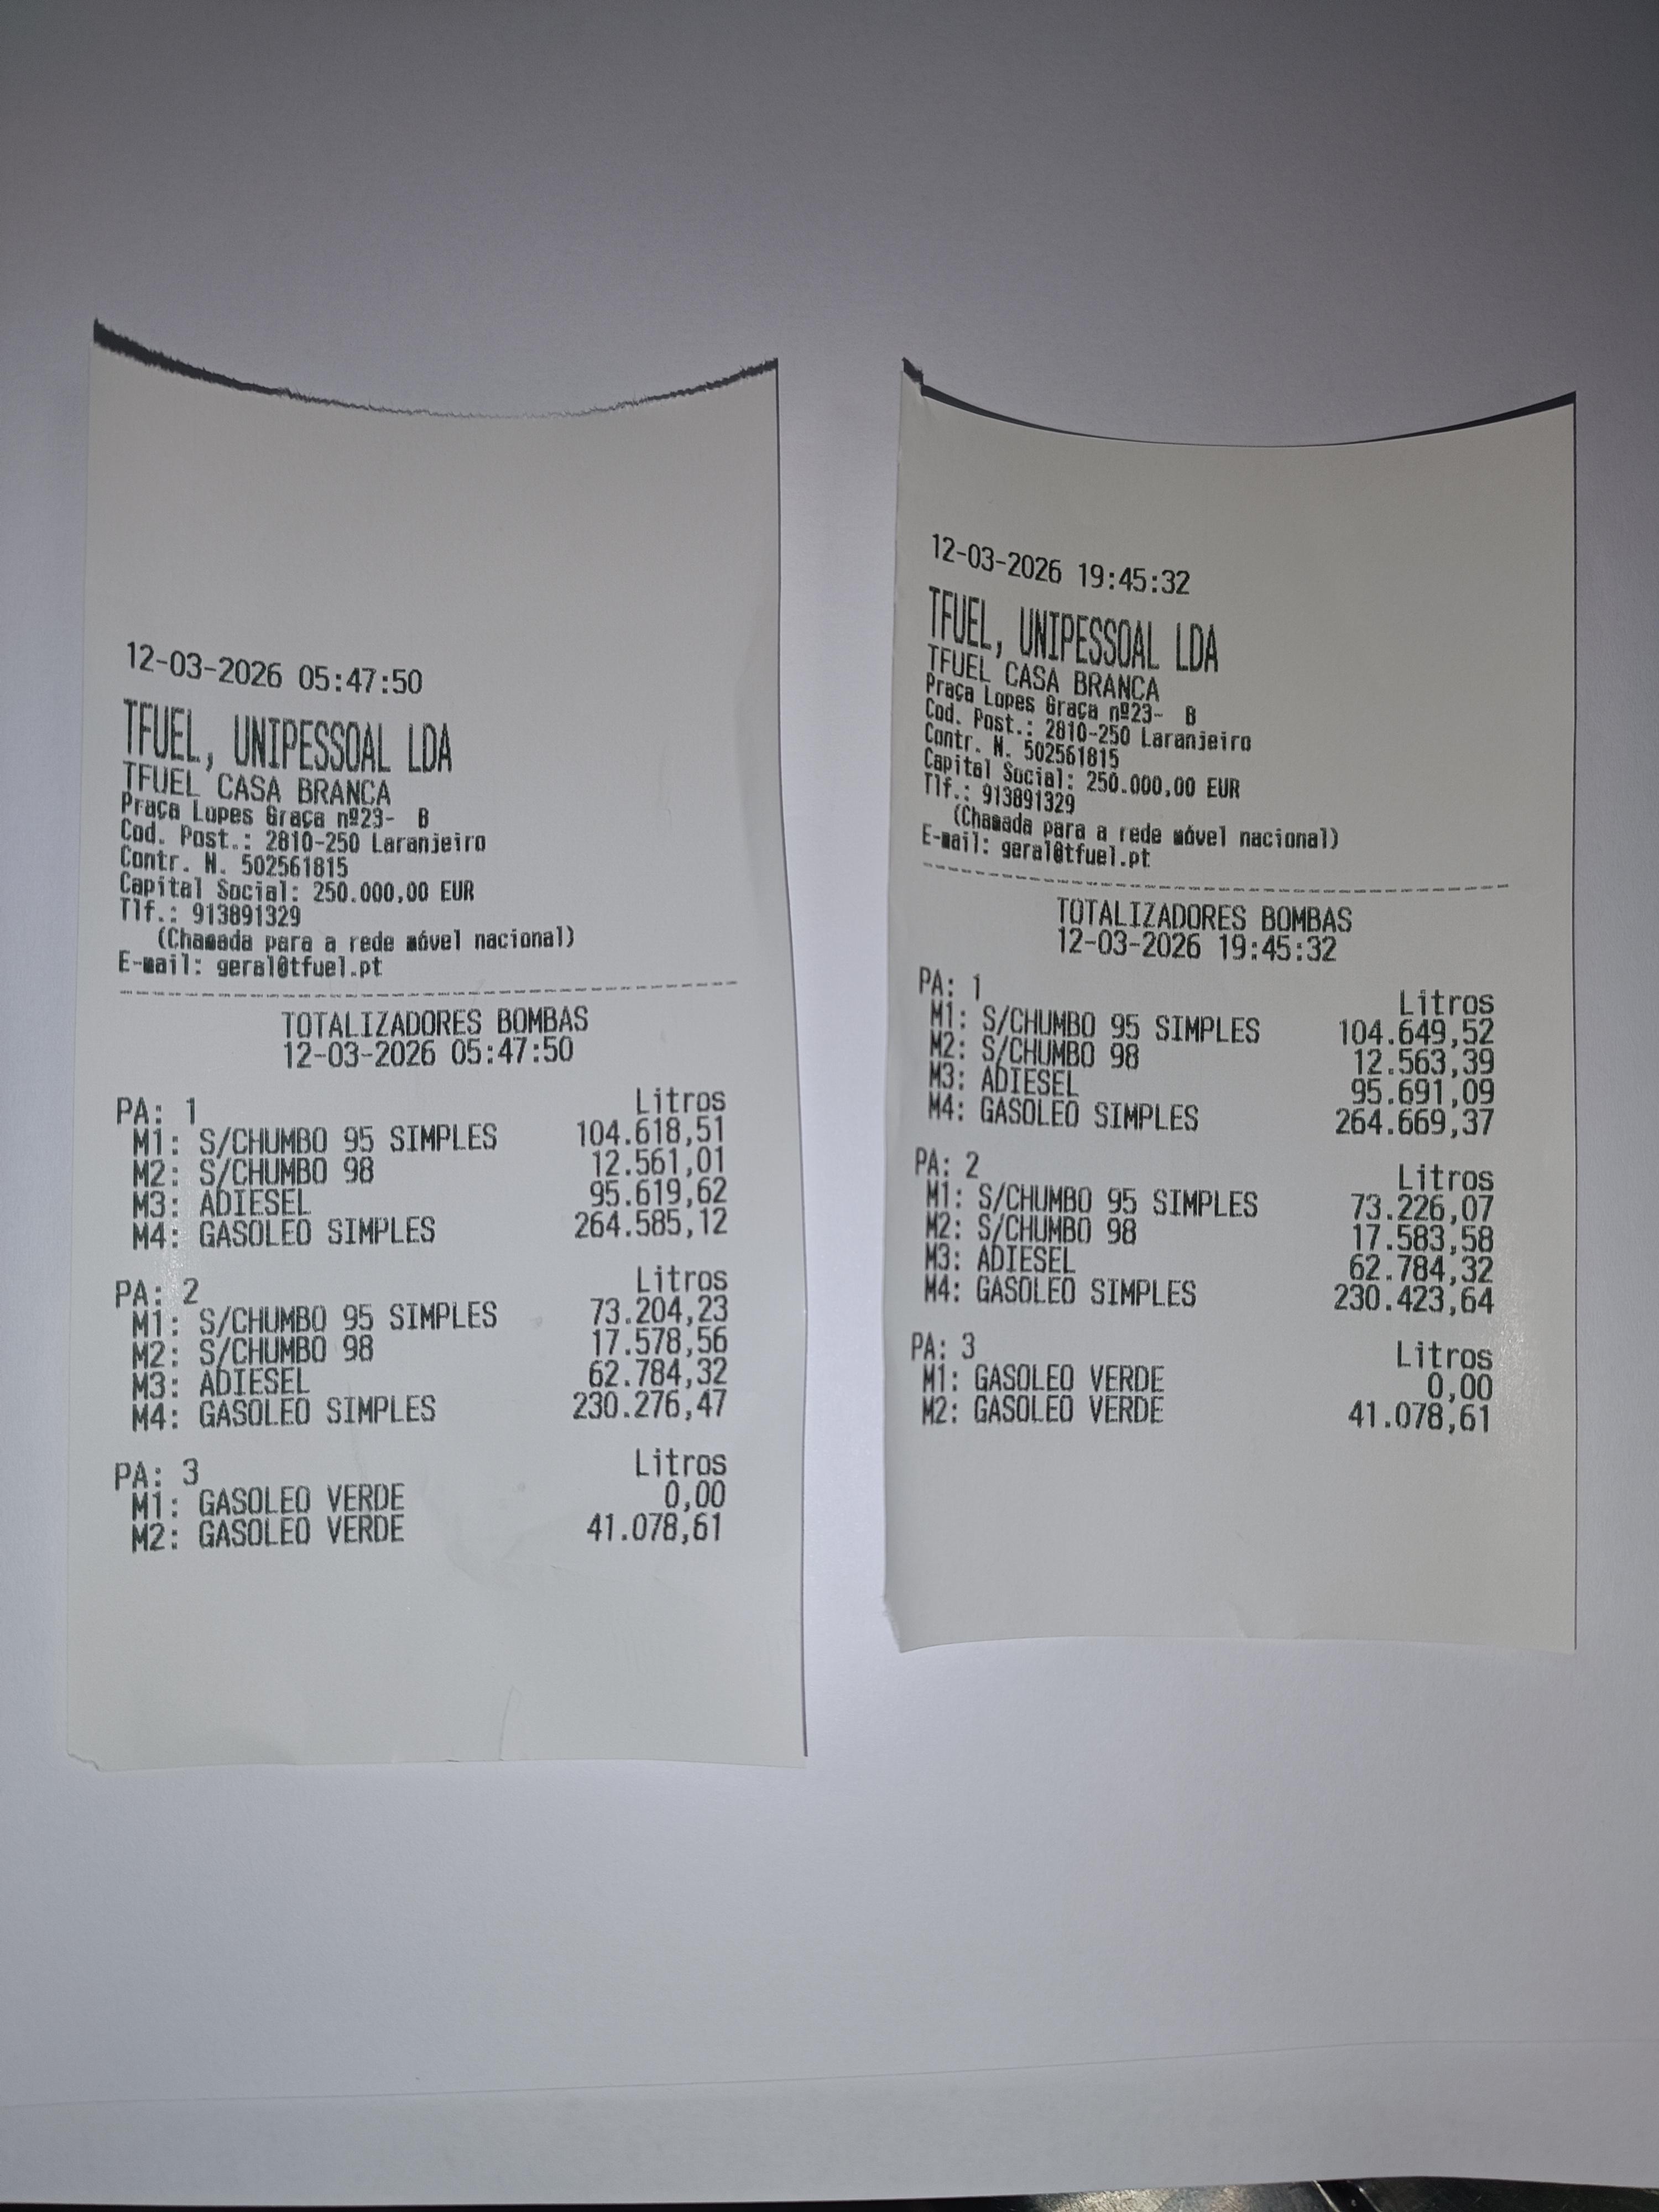 12-03-2026 05:47:50
TFUEL, UNIPESSOAL LDA
TFUEL CASA BRANCA
Praça Lopes Graça nº23- B
Cod. Post.: 2810-250 Laranjeiro
Contr. N. 502561815
Capital Social: 250.000,00 EUR
Tlf.: 913891329
(Chamada para a rede móvel nacional)
E-mail: geral@tfuel.pt
TOTALIZADORES BOMBAS
12-03-2026 05:47:50
PA: 1 Litros
M1: S/CHUMBO 95 SIMPLES 104.618,51
M2: S/CHUMBO 98 12.561,01
M3: ADIESEL 95.619,62
M4: GASOLEO SIMPLES 264.585,12
PA: 2 Litros
M1: S/CHUMBO 95 SIMPLES 73.204,23
M2: S/CHUMBO 98 17.578,56
M3: ADIESEL 62.784,32
M4: GASOLEO SIMPLES 230.276,47
PA: 3 Litros
M1: GASOLEO VERDE 0,00
M2: GASOLEO VERDE 41.078,61
12-03-2026 19:45:32
TFUEL, UNIPESSOAL LDA
TFUEL CASA BRANCA
Praça Lopes Graça nº23- B
Cod. Post.: 2810-250 Laranjeiro
Contr. N. 502561815
Capital Social: 250.000,00 EUR
Tlf.: 913891329
(Chamada para a rede móvel nacional)
E-mail: geral@tfuel.pt
TOTALIZADORES BOMBAS
12-03-2026 19:45:32
PA: 1 Litros
M1: S/CHUMBO 95 SIMPLES 104.649,52
M2: S/CHUMBO 98 12.563,39
M3: ADIESEL 95.691,09
M4: GASOLEO SIMPLES 264.669,37
PA: 2 Litros
M1: S/CHUMBO 95 SIMPLES 73.226,07
M2: S/CHUMBO 98 17.583,58
M3: ADIESEL 62.784,32
M4: GASOLEO SIMPLES 230.423,64
PA: 3 Litros
M1: GASOLEO VERDE 0,00
M2: GASOLEO VERDE 41.078,61